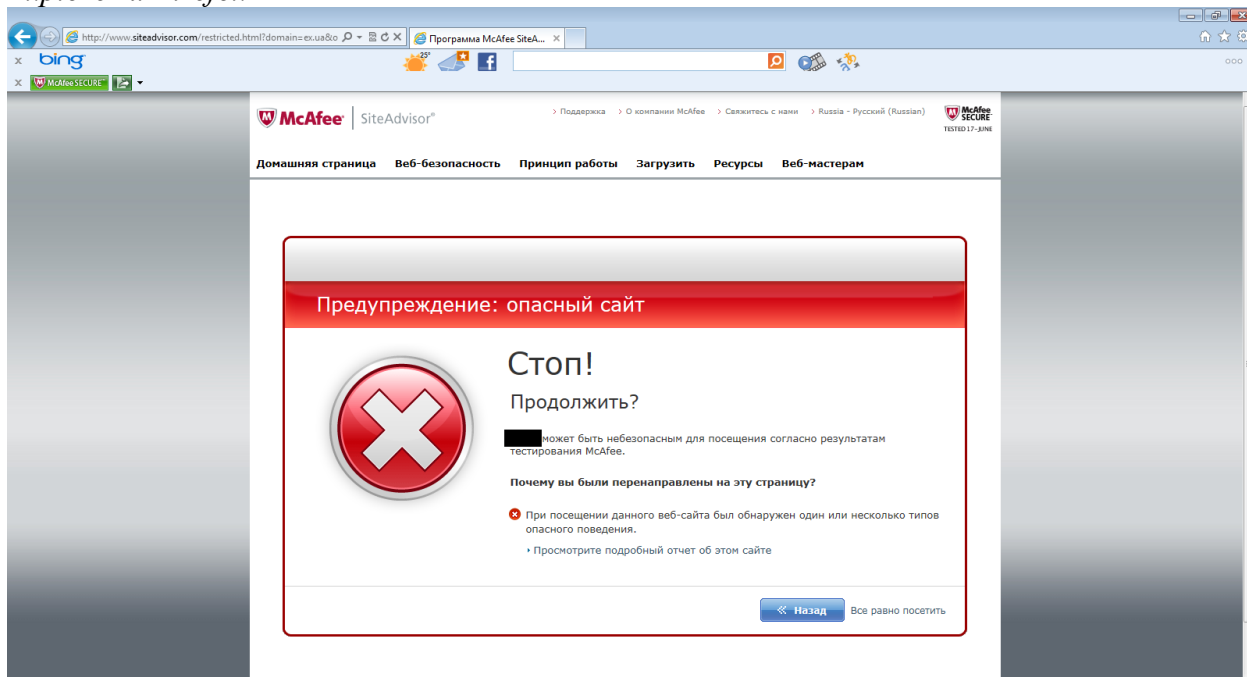 http://www.siteadvisor.com/restricted.html?domain=ex.ua&o
Программа McAfee SiteA...
bing
25°
McAfee SECURE
McAfee SiteAdvisor®
Поддержка
О компании McAfee
Свяжитесь с нами
Russia - Русский (Russian)
McAfee SECURE
TESTED 17-JUNE
Домашняя страница Веб-безопасность Принцип работы Загрузить Ресурсы Веб-мастерам
Предупреждение: опасный сайт
Стоп!
Продолжить?
может быть небезопасным для посещения согласно результатам
тестирования McAfee.
Почему вы были перенаправлены на эту страницу?
При посещении данного веб-сайта был обнаружен один или несколько типов
опасного поведения.
Просмотрите подробный отчет об этом сайте
Назад Все равно посетить